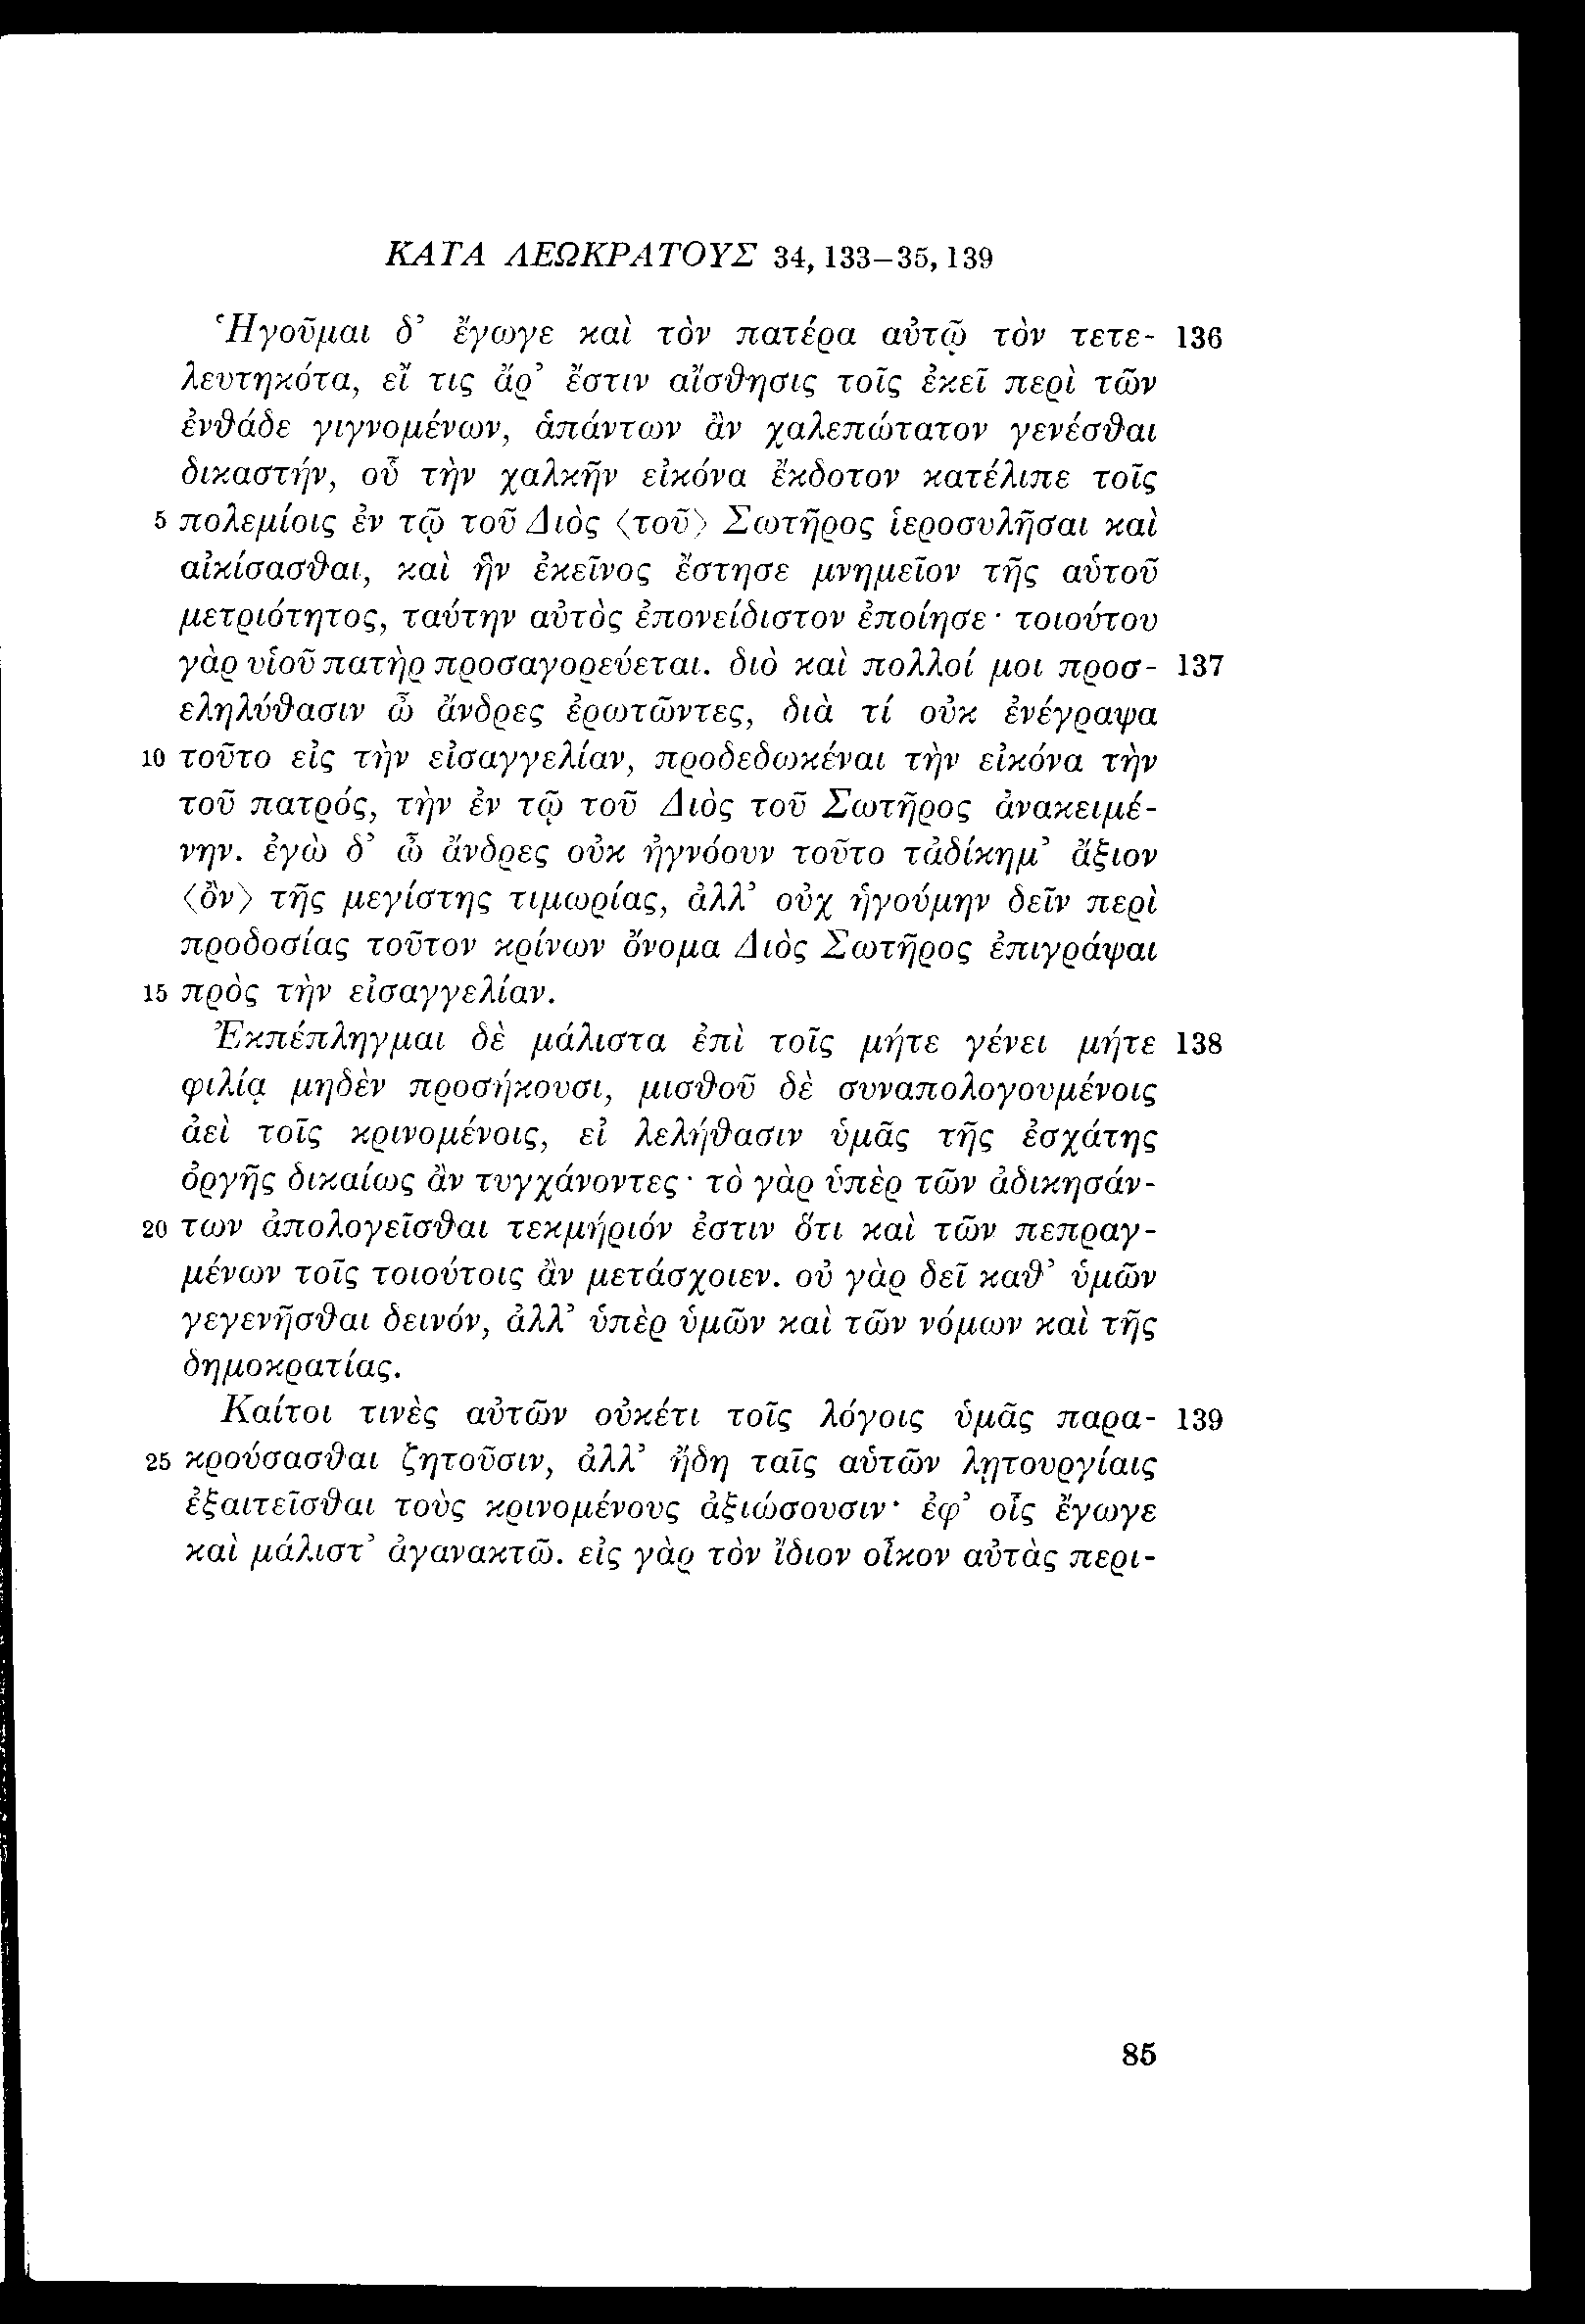 ΚΑΤΑ ΛΕΩΚΡΑΤΟΥΣ 34, 133–35, 139
Ἡγοῦμαι δ’ ἔγωγε καὶ τὸν πατέρα αὐτῷ τὸν τετε- 136
λευτηκότα, εἴ τις ἄρ’ ἔστιν αἴσθησις τοῖς ἐκεῖ περὶ τῶν
ἐνθάδε γιγνομένων, ἁπάντων ἂν χαλεπώτατον γενέσθαι
δικαστήν, οὗ τὴν χαλκῆν εἰκόνα ἔκδοτον κατέλιπε τοῖς
5 πολεμίοις ἐν τῷ τοῦ Διὸς ⟨τοῦ⟩ Σωτῆρος ἱεροσυλῆσαι καὶ
αἰκίσασθαι, καὶ ἣν ἐκεῖνος ἔστησε μνημεῖον τῆς αὑτοῦ
μετριότητος, ταύτην αὐτὸς ἐπονείδιστον ἐποίησε· τοιούτου
γὰρ υἱοῦ πατὴρ προσαγορεύεται. διὸ καὶ πολλοί μοι προσ- 137
εληλύθασιν ὦ ἄνδρες ἐρωτῶντες, διὰ τί οὐκ ἐνέγραψα
10 τοῦτο εἰς τὴν εἰσαγγελίαν, προδεδωκέναι τὴν εἰκόνα τὴν
τοῦ πατρός, τὴν ἐν τῷ τοῦ Διὸς τοῦ Σωτῆρος ἀνακειμέ-
νην. ἐγὼ δ’ ὦ ἄνδρες οὐκ ἠγνόουν τοῦτο τἀδίκημ’ ἄξιον
⟨ὂν⟩ τῆς μεγίστης τιμωρίας, ἀλλ’ οὐχ ἡγούμην δεῖν περὶ
προδοσίας τοῦτον κρίνων ὄνομα Διὸς Σωτῆρος ἐπιγράψαι
15 πρὸς τὴν εἰσαγγελίαν.
Ἐκπέπληγμαι δὲ μάλιστα ἐπὶ τοῖς μήτε γένει μήτε 138
φιλίᾳ μηδὲν προσήκουσι, μισθοῦ δὲ συναπολογουμένοις
ἀεὶ τοῖς κρινομένοις, εἰ λελήθασιν ὑμᾶς τῆς ἐσχάτης
ὀργῆς δικαίως ἂν τυγχάνοντες· τὸ γὰρ ὑπὲρ τῶν ἀδικησάν-
20 των ἀπολογεῖσθαι τεκμήριόν ἐστιν ὅτι καὶ τῶν πεπραγ-
μένων τοῖς τοιούτοις ἂν μετάσχοιεν. οὐ γὰρ δεῖ καθ’ ὑμῶν
γεγενῆσθαι δεινόν, ἀλλ’ ὑπὲρ ὑμῶν καὶ τῶν νόμων καὶ τῆς
δημοκρατίας.
Καίτοι τινὲς αὐτῶν οὐκέτι τοῖς λόγοις ὑμᾶς παρα- 139
25 κρούσασθαι ζητοῦσιν, ἀλλ’ ἤδη ταῖς αὑτῶν λῃτουργίαις
ἐξαιτεῖσθαι τοὺς κρινομένους ἀξιώσουσιν· ἐφ’ οἷς ἔγωγε
καὶ μάλιστ’ ἀγανακτῶ. εἰς γὰρ τὸν ἴδιον οἶκον αὐτὰς περι-
85